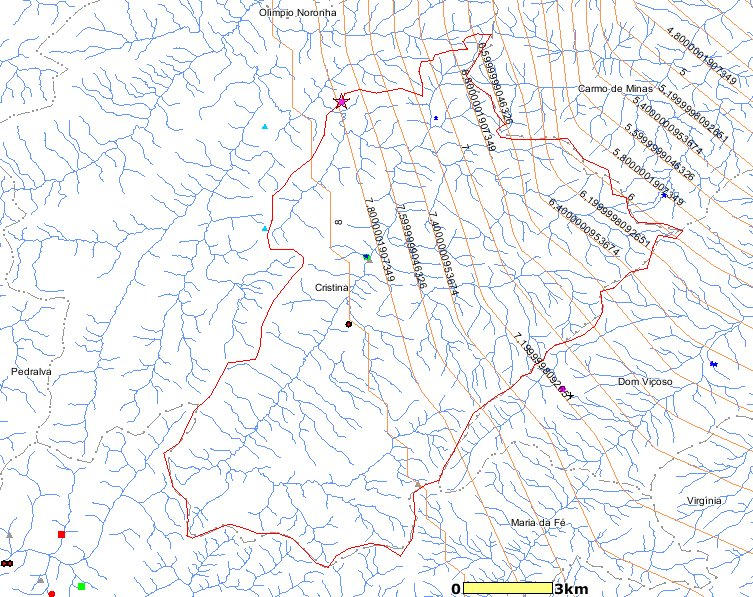 Olimpio Noronha
4.8000001907349
5
Carmo de Minas
5.1999998092651
5.4000000953674
5.5999999046326
5.8000001907349
6
6.1999998092651
6.4000000953674
6.5999999046326
6.8000001907349
7
8
7.8000001907349
7.5999999046326
7.4000000953674
Cristina
7.1999998092651
Pedralva
Dom Viçoso
Virgínia
Maria da Fé
0 3km